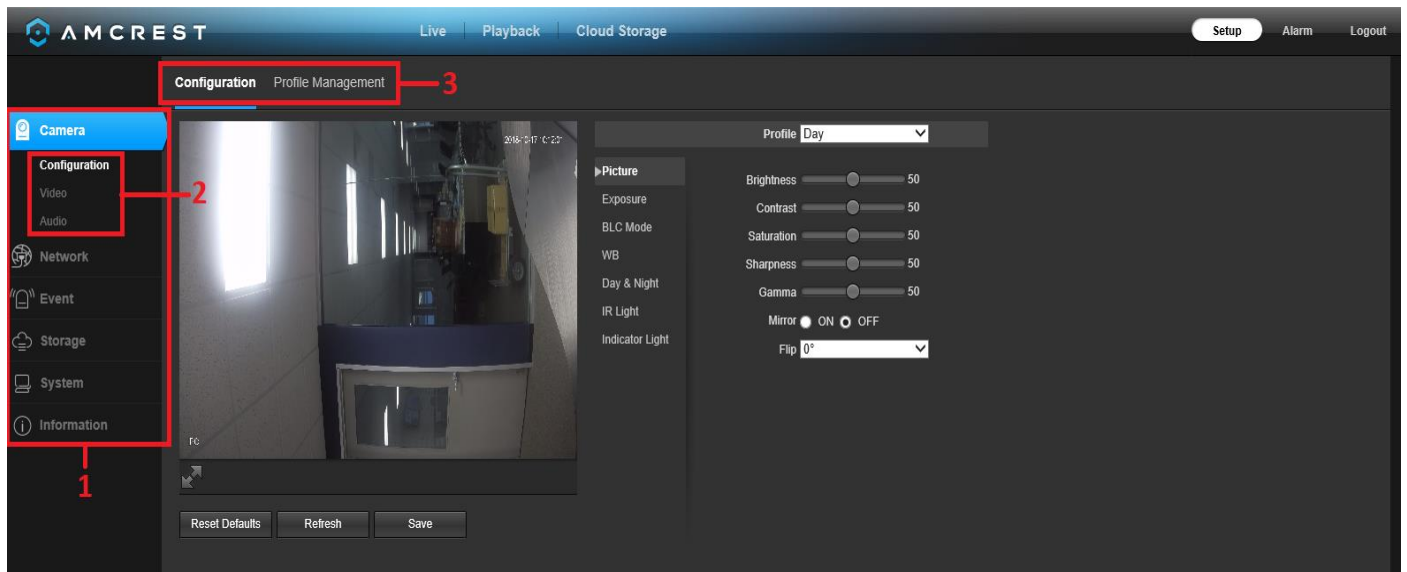 AMCREST
Live Playback Cloud Storage
Setup Alarm Logout
Configuration Profile Management
3
Camera
Configuration
Video
Audio
2
Network
Event
Storage
System
Information
1
Profile Day
Picture
Exposure
BLC Mode
WB
Day & Night
IR Light
Indicator Light
Brightness 50
Contrast 50
Saturation 50
Sharpness 50
Gamma 50
Mirror ON OFF
Flip 0°
Reset Defaults Refresh Save